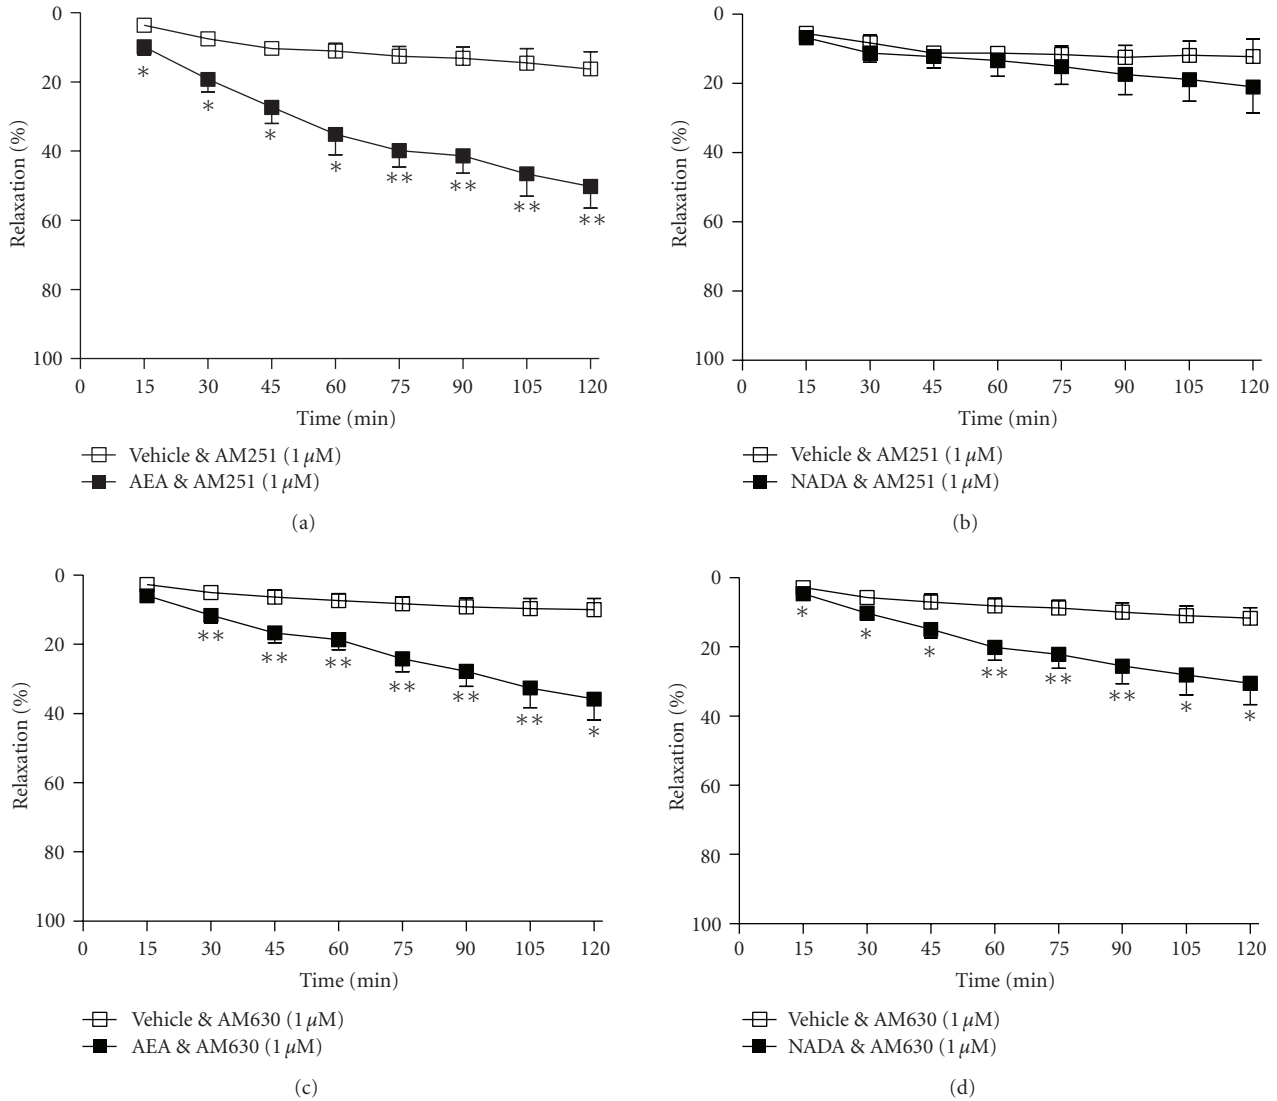 0
20
40
60
80
100
Relaxation (%)
∗
∗
∗
∗
∗∗
∗∗
∗∗
∗∗
0 15 30 45 60 75 90 105 120
Time (min)
Vehicle & AM251 (1 μM)
AEA & AM251 (1 μM)
(a)
0
20
40
60
80
100
Relaxation (%)
0 15 30 45 60 75 90 105 120
Time (min)
Vehicle & AM251 (1 μM)
NADA & AM251 (1 μM)
(b)
0
20
40
60
80
100
Relaxation (%)
∗∗
∗∗
∗∗
∗∗
∗∗
∗∗
∗
0 15 30 45 60 75 90 105 120
Time (min)
Vehicle & AM630 (1 μM)
AEA & AM630 (1 μM)
(c)
0
20
40
60
80
100
Relaxation (%)
∗
∗
∗
∗∗
∗∗
∗∗
∗
∗
0 15 30 45 60 75 90 105 120
Time (min)
Vehicle & AM630 (1 μM)
NADA & AM630 (1 μM)
(d)